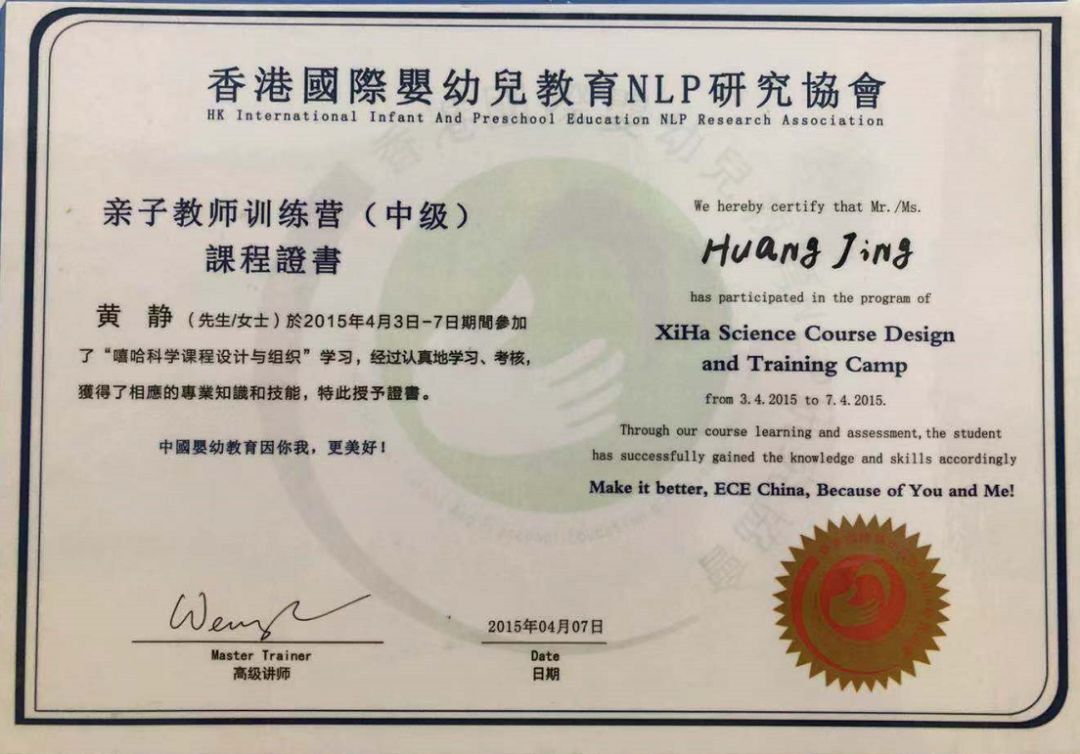 香港國際嬰幼兒教育NLP研究協會
HK International Infant And Preschool Education NLP Research Association
亲子教师训练营（中级）
課程證書
黄 静（先生/女士）於2015年4月3日-7日期間參加
了“嘻哈科学课程设计与组织”学习，经过认真地学习、考核，
獲得了相應的專業知識和技能，特此授予證書。
中國嬰幼教育因你我，更美好！
We hereby certify that Mr./Ms.
Huang Jing
has participated in the program of
XiHa Science Course Design
and Training Camp
from 3.4.2015 to 7.4.2015.
Through our course learning and assessment, the student
has successfully gained the knowledge and skills accordingly
Make it better, ECE China, Because of You and Me!
Master Trainer
高级讲师
2015年04月07日
Date
日期